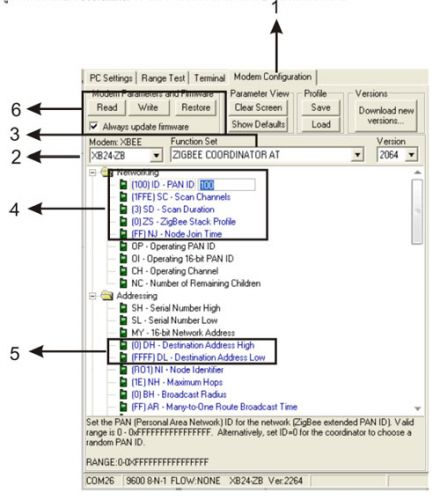 1
PC Settings Range Test Terminal Modem Configuration
Modem Parameters and Firmware Parameter View Profile Versions
6 Read Write Restore Clear Screen Save Download new versions...
Always update firmware Show Defaults Load
3 Modem: XBEE Function Set Version
2 XB24-ZB ZIGBEE COORDINATOR AT 2064
Networking
(100) ID - PAN ID 100
4 (1FFE) SC - Scan Channels
(3) SD - Scan Duration
(0) ZS - ZigBee Stack Profile
(FF) NJ - Node Join Time
OP - Operating PAN ID
OI - Operating 16-bit PAN ID
CH - Operating Channel
NC - Number of Remaining Children
Addressing
SH - Serial Number High
SL - Serial Number Low
MY - 16-bit Network Address
5 (0) DH - Destination Address High
(FFFF) DL - Destination Address Low
(RO1) NI - Node Identifier
(1E) NH - Maximum Hops
(0) BH - Broadcast Radius
(FF) AR - Many-to-One Route Broadcast Time
Set the PAN (Personal Area Network) ID for the network (ZigBee extended PAN ID). Valid
range is 0 - 0xFFFFFFFFFFFFFFFF. Alternatively, set ID=0 for the coordinator to choose a
random PAN ID.
RANGE:0-0XFFFFFFFFFFFFFFFF
COM26 9600 8-N-1 FLOW:NONE XB24-ZB Ver:2264